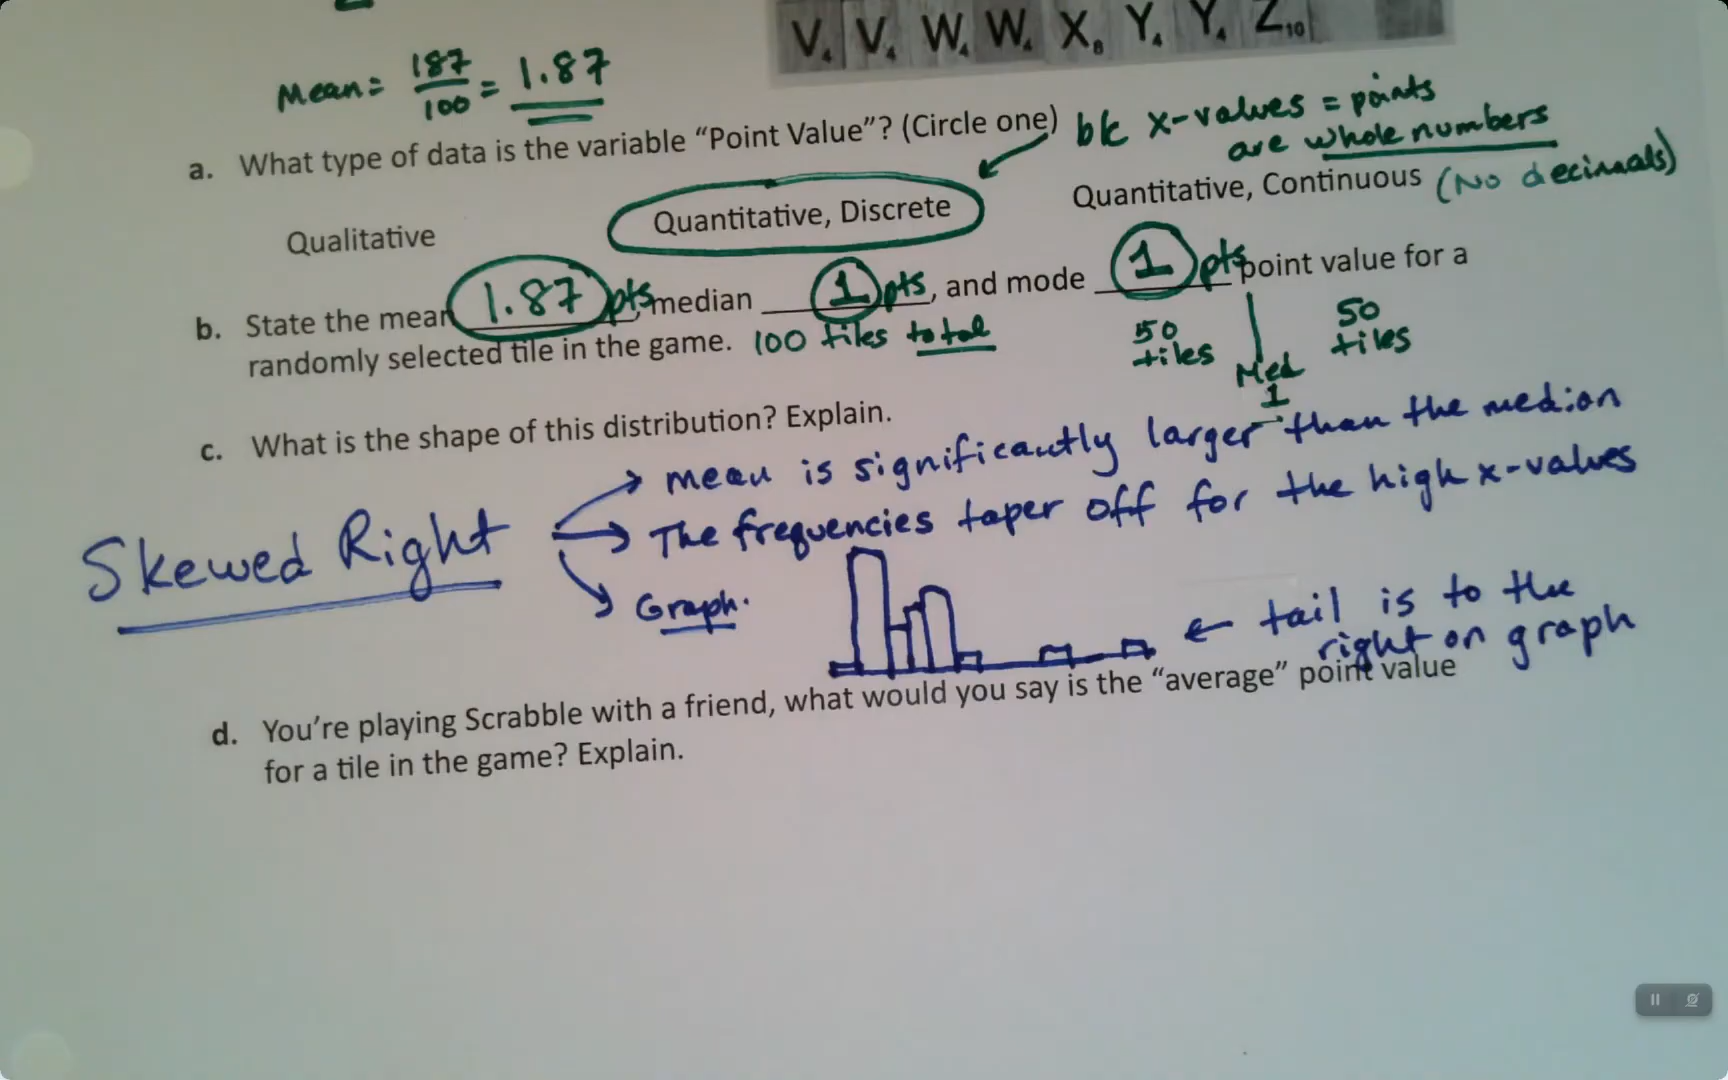 V4 V4 W4 W4 X8 Y4 Y4 Z10
Mean = 187/100 = 1.87
a. What type of data is the variable “Point Value”? (Circle one) bc x-values = points
are whole numbers
Qualitative Quantitative, Discrete Quantitative, Continuous (No decimals)
b. State the mean 1.87 pts, median 1 pts, and mode 1 pts point value for a
randomly selected tile in the game. 100 tiles total 50 tiles Med 1 50 tiles
c. What is the shape of this distribution? Explain.
Skewed Right → mean is significantly larger than the median
→ The frequencies taper off for the high x-values
→ Graph. ← tail is to the
right on graph
d. You’re playing Scrabble with a friend, what would you say is the “average” point value
for a tile in the game? Explain.